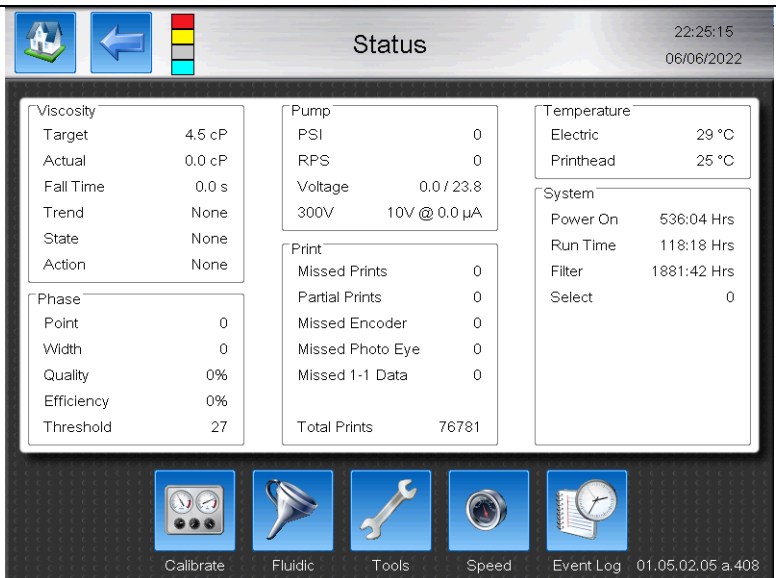 Status
22:25:15
06/06/2022
Viscosity
Target 4.5 cP
Actual 0.0 cP
Fall Time 0.0 s
Trend None
State None
Action None
Phase
Point 0
Width 0
Quality 0%
Efficiency 0%
Threshold 27
Pump
PSI 0
RPS 0
Voltage 0.0 / 23.8
300V 10V @ 0.0 µA
Print
Missed Prints 0
Partial Prints 0
Missed Encoder 0
Missed Photo Eye 0
Missed 1-1 Data 0
Total Prints 76781
Temperature
Electric 29 °C
Printhead 25 °C
System
Power On 536:04 Hrs
Run Time 118:18 Hrs
Filter 1881:42 Hrs
Select 0
Calibrate Fluidic Tools Speed Event Log 01.05.02.05 a.408